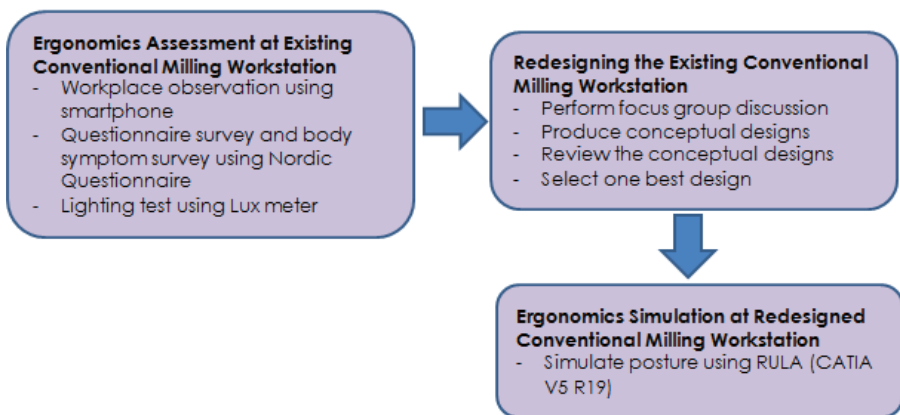 Ergonomics Assessment at Existing
Conventional Milling Workstation
- Workplace observation using
smartphone
- Questionnaire survey and body
symptom survey using Nordic
Questionnaire
- Lighting test using Lux meter
Redesigning the Existing Conventional
Milling Workstation
- Perform focus group discussion
- Produce conceptual designs
- Review the conceptual designs
- Select one best design
Ergonomics Simulation at Redesigned
Conventional Milling Workstation
- Simulate posture using RULA (CATIA
V5 R19)